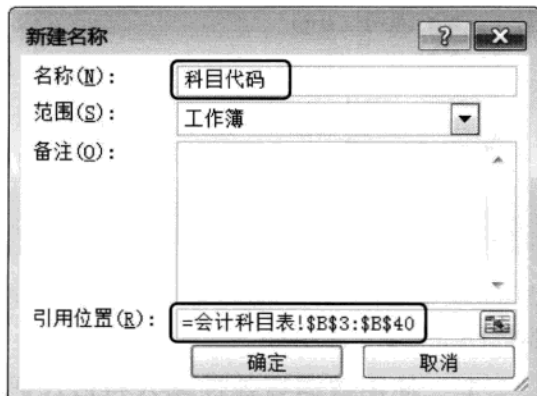 新建名称
名称(N): 科目代码
范围(S): 工作簿
备注(O):
引用位置(R): =会计科目表!$B$3:$B$40
确定 取消